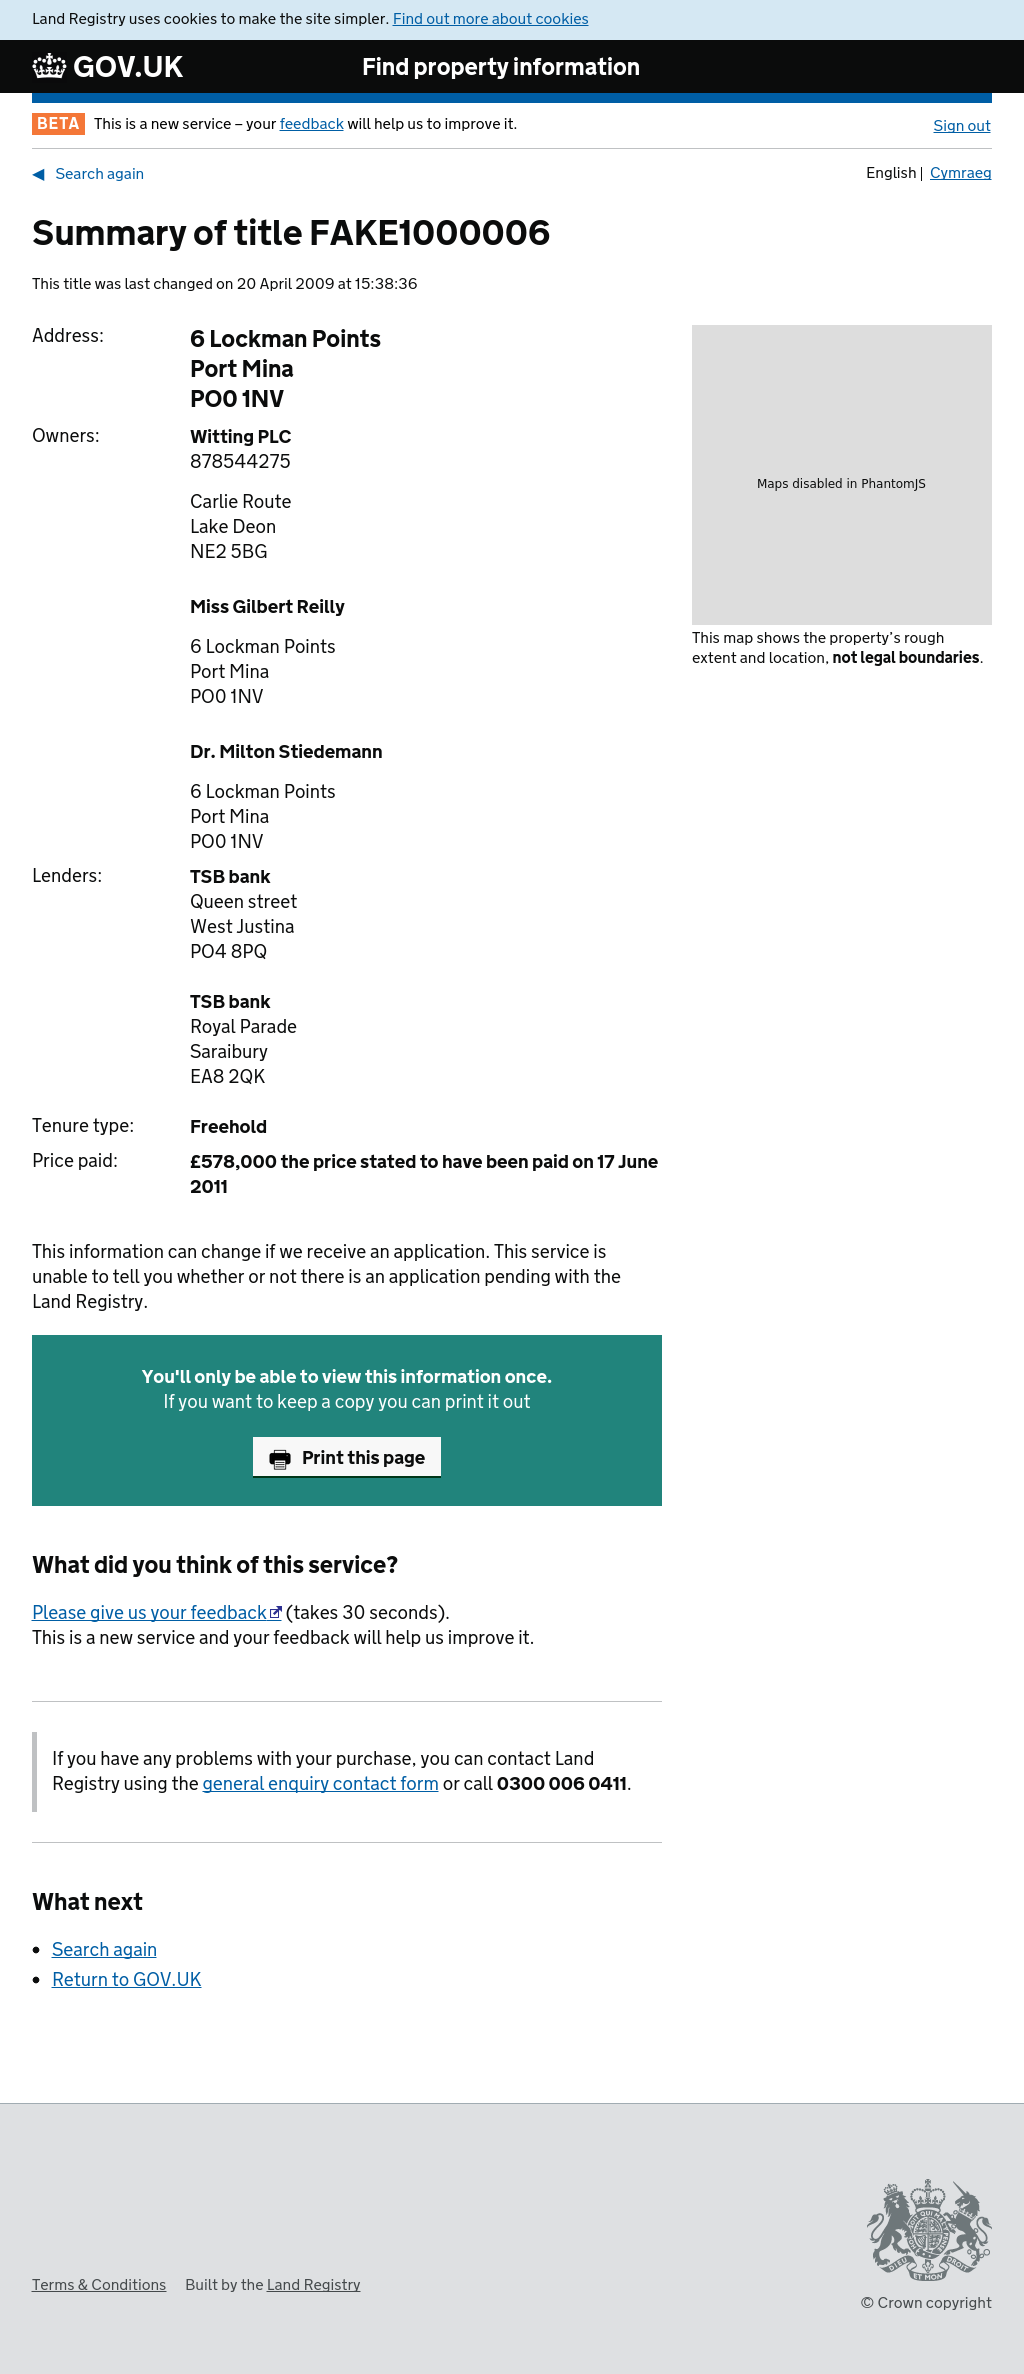 Land Registry uses cookies to make the site simpler. Find out more about cookies
GOV.UK
Find property information
BETA This is a new service – your feedback will help us to improve it.
Sign out
◀ Search again
English | Cymraeg
Summary of title FAKE1000006
This title was last changed on 20 April 2009 at 15:38:36
Address:
6 Lockman Points
Port Mina
PO0 1NV
Owners:
Witting PLC
878544275
Carlie Route
Lake Deon
NE2 5BG
Miss Gilbert Reilly
6 Lockman Points
Port Mina
PO0 1NV
Dr. Milton Stiedemann
6 Lockman Points
Port Mina
PO0 1NV
Lenders:
TSB bank
Queen street
West Justina
PO4 8PQ
TSB bank
Royal Parade
Saraibury
EA8 2QK
Tenure type:
Freehold
Price paid:
£578,000 the price stated to have been paid on 17 June
2011
Maps disabled in PhantomJS
This map shows the property's rough
extent and location, not legal boundaries.
This information can change if we receive an application. This service is
unable to tell you whether or not there is an application pending with the
Land Registry.
You'll only be able to view this information once.
If you want to keep a copy you can print it out
Print this page
What did you think of this service?
Please give us your feedback (takes 30 seconds).
This is a new service and your feedback will help us improve it.
If you have any problems with your purchase, you can contact Land
Registry using the general enquiry contact form or call 0300 006 0411.
What next
• Search again
• Return to GOV.UK
Terms & Conditions Built by the Land Registry
DIEU ET MON DROIT
© Crown copyright